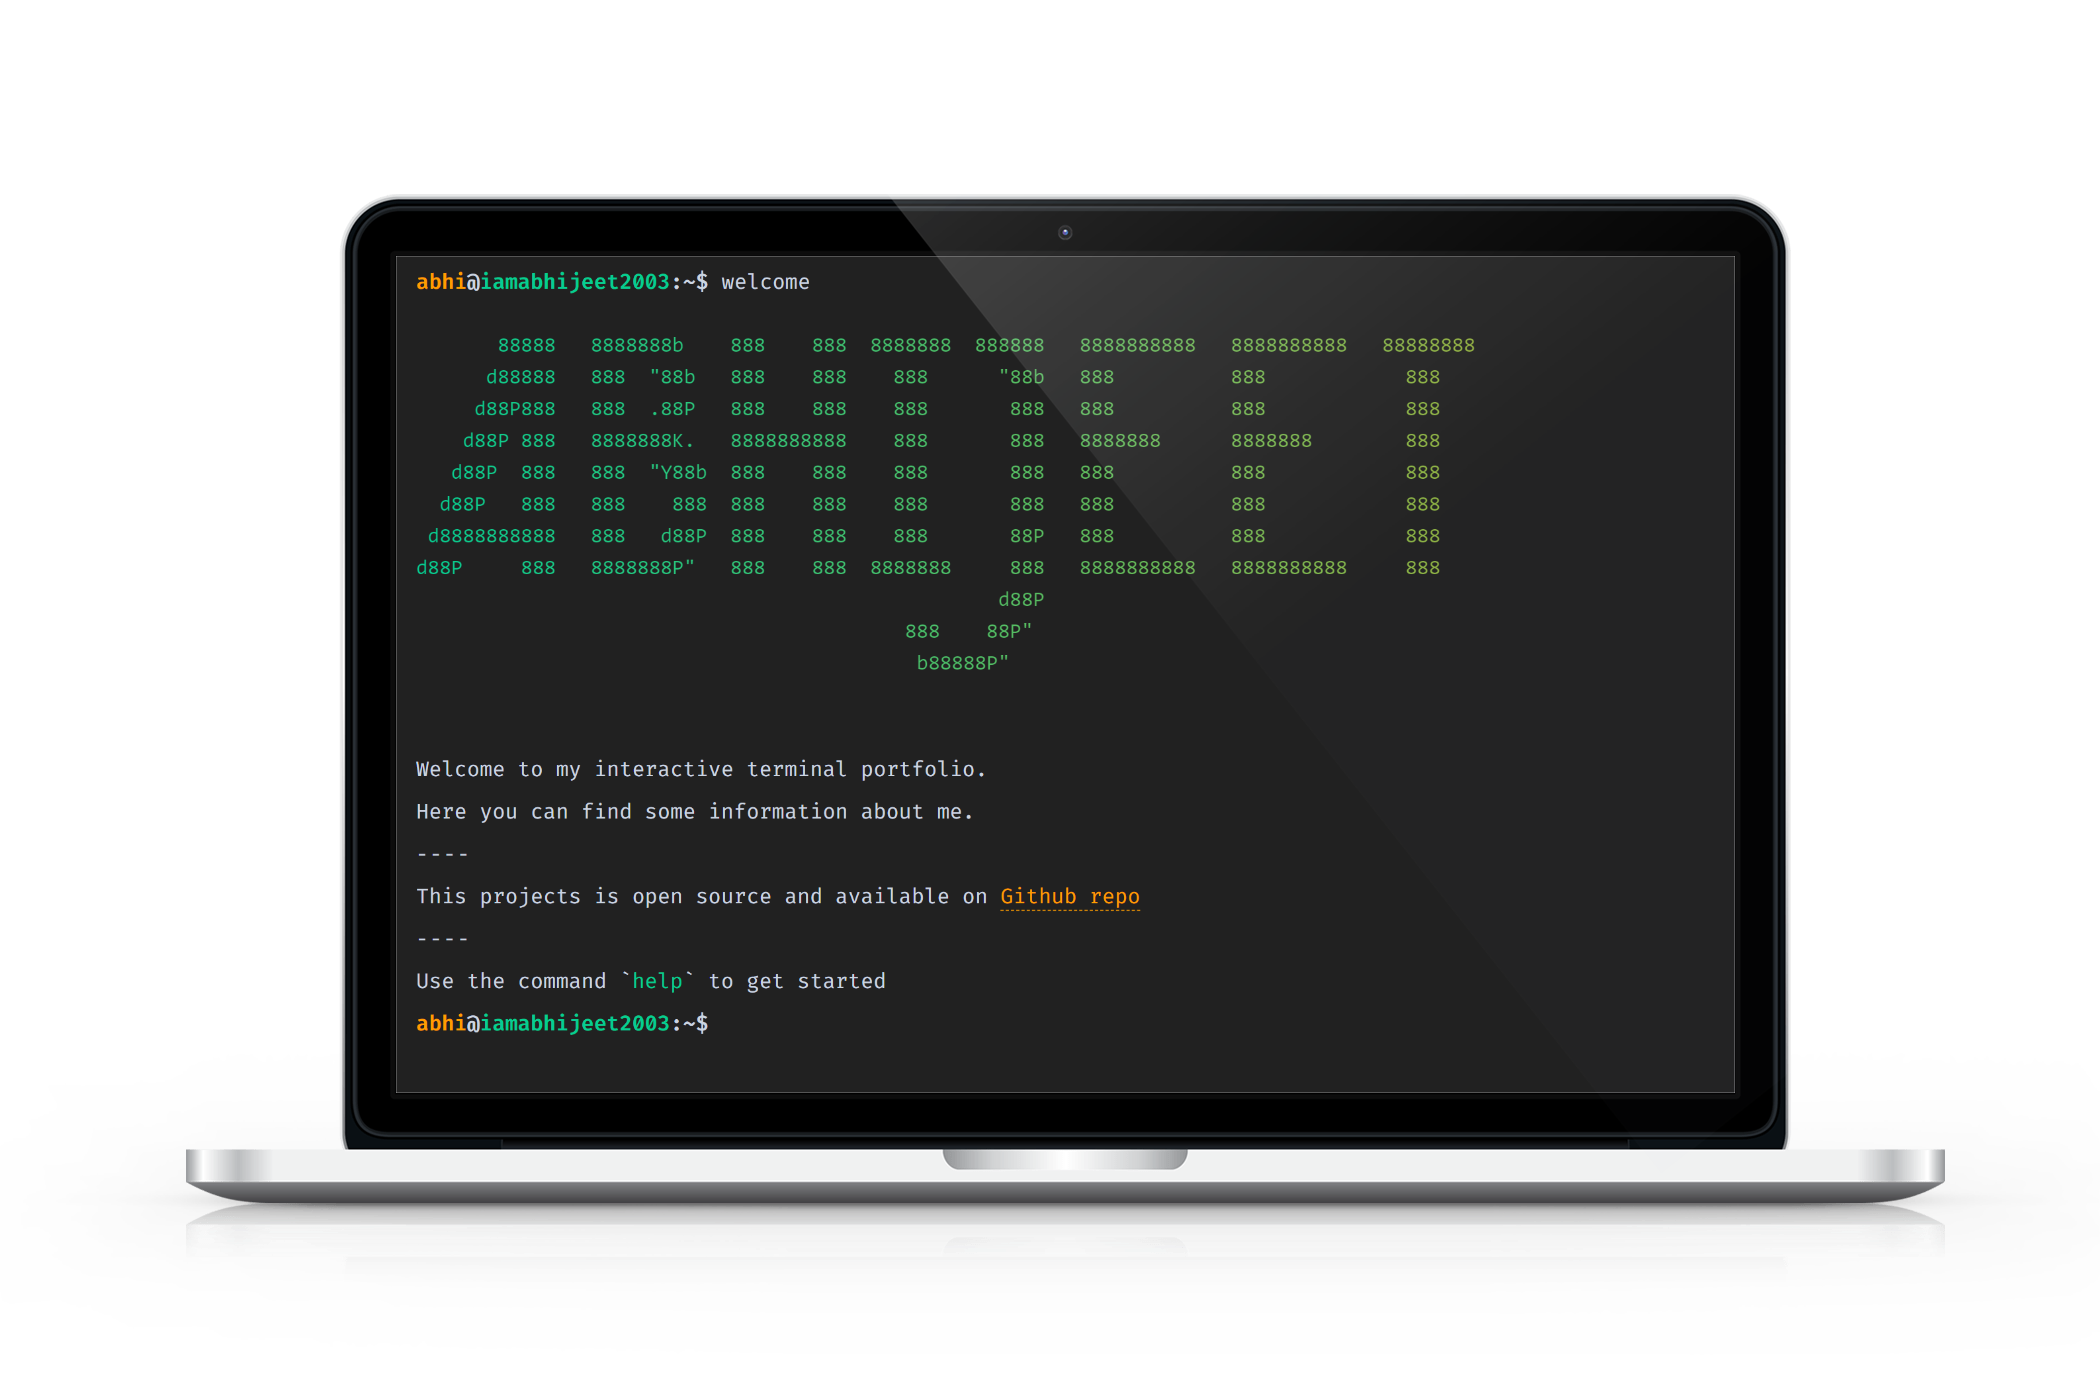 abhi@iamabhijeet2003:~$ welcome
       88888   8888888b    888    888  8888888  888888   8888888888   8888888888   88888888
      d88888   888  "88b   888    888    888      "88b   888          888            888
     d88P888   888  .88P   888    888    888       888   888          888            888
    d88P 888   8888888K.   8888888888    888       888   8888888      8888888        888
   d88P  888   888  "Y88b  888    888    888       888   888          888            888
  d88P   888   888    888  888    888    888       888   888          888            888
 d8888888888   888   d88P  888    888    888       88P   888          888            888
d88P     888   8888888P"   888    888  8888888     888   8888888888   8888888888     888
                                                  d88P
                                          888    88P"
                                           b88888P"
Welcome to my interactive terminal portfolio.
Here you can find some information about me.
----
This projects is open source and available on Github repo
----
Use the command `help` to get started
abhi@iamabhijeet2003:~$